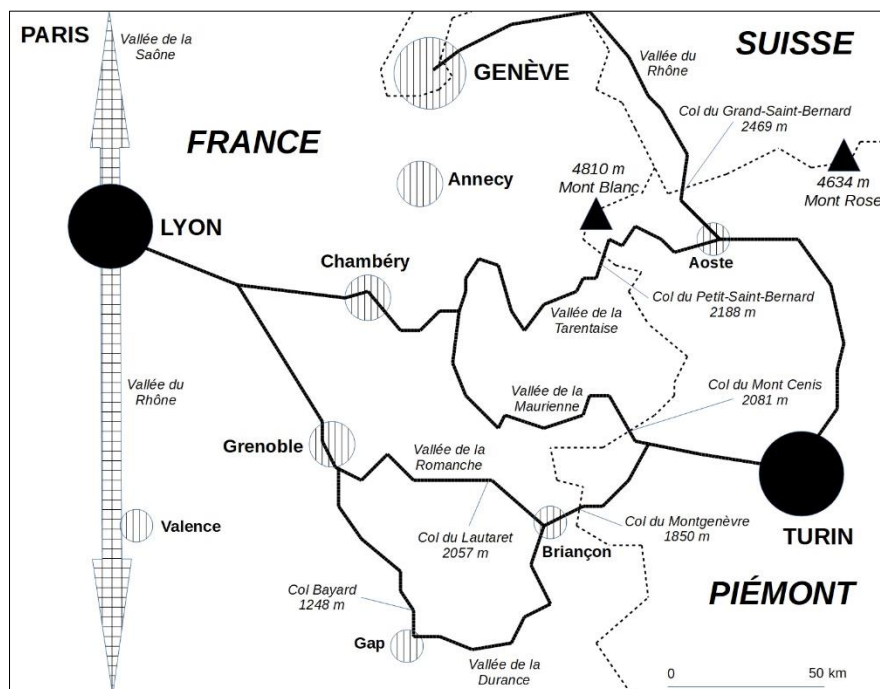 PARIS
Vallée de la
Saône
SUISSE
GENÈVE
Vallée du
Rhône
Col du Grand-Saint-Bernard
2469 m
FRANCE
4810 m
Mont Blanc
4634 m
Mont Rose
Annecy
LYON
Chambéry
Aoste
Col du Petit-Saint-Bernard
2188 m
Vallée de la
Tarentaise
Vallée du
Rhône
Vallée de la
Maurienne
Col du Mont Cenis
2081 m
Grenoble
Vallée de la
Romanche
Valence
Col du Lautaret
2057 m
Briançon
Col du Montgenèvre
1850 m
TURIN
Col Bayard
1248 m
PIÉMONT
Gap
Vallée de la
Durance
0 50 km